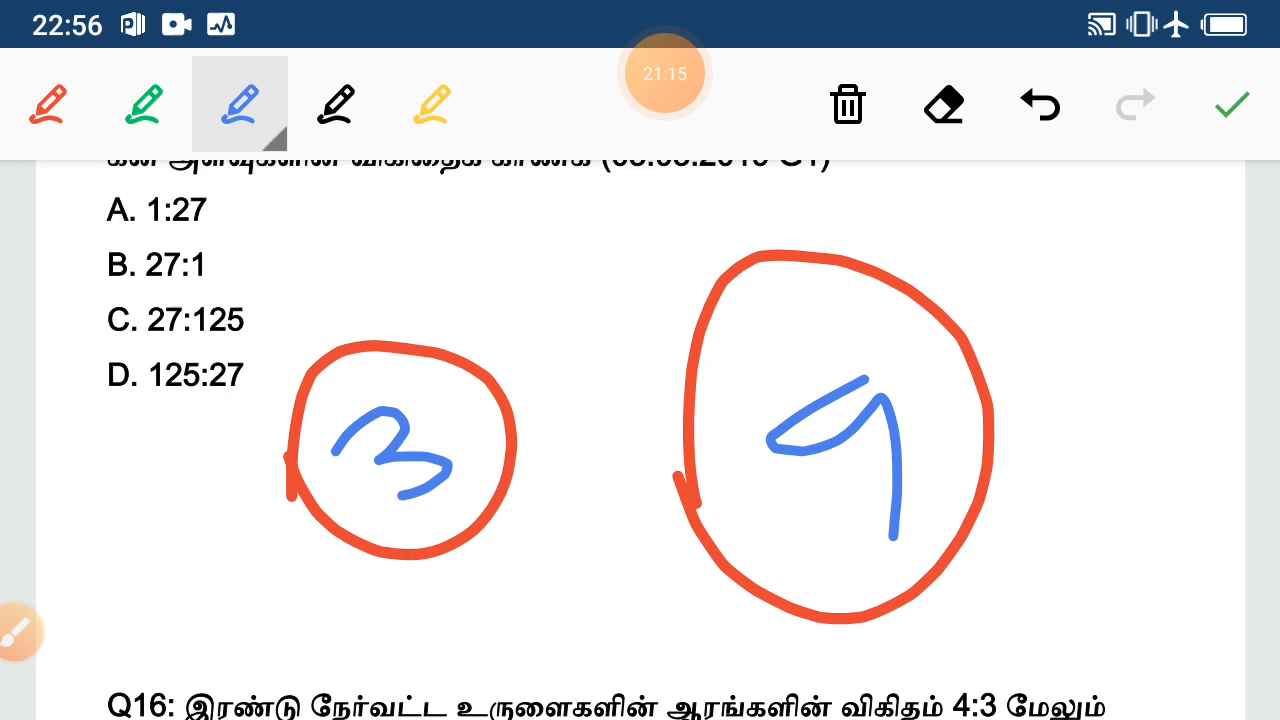 22:56
21:15
A. 1:27
B. 27:1
C. 27:125
D. 125:27
3
9
Q16: இரண்டு நேர்வட்ட உருளைகளின் ஆரங்களின் விகிதம் 4:3 மேலும்